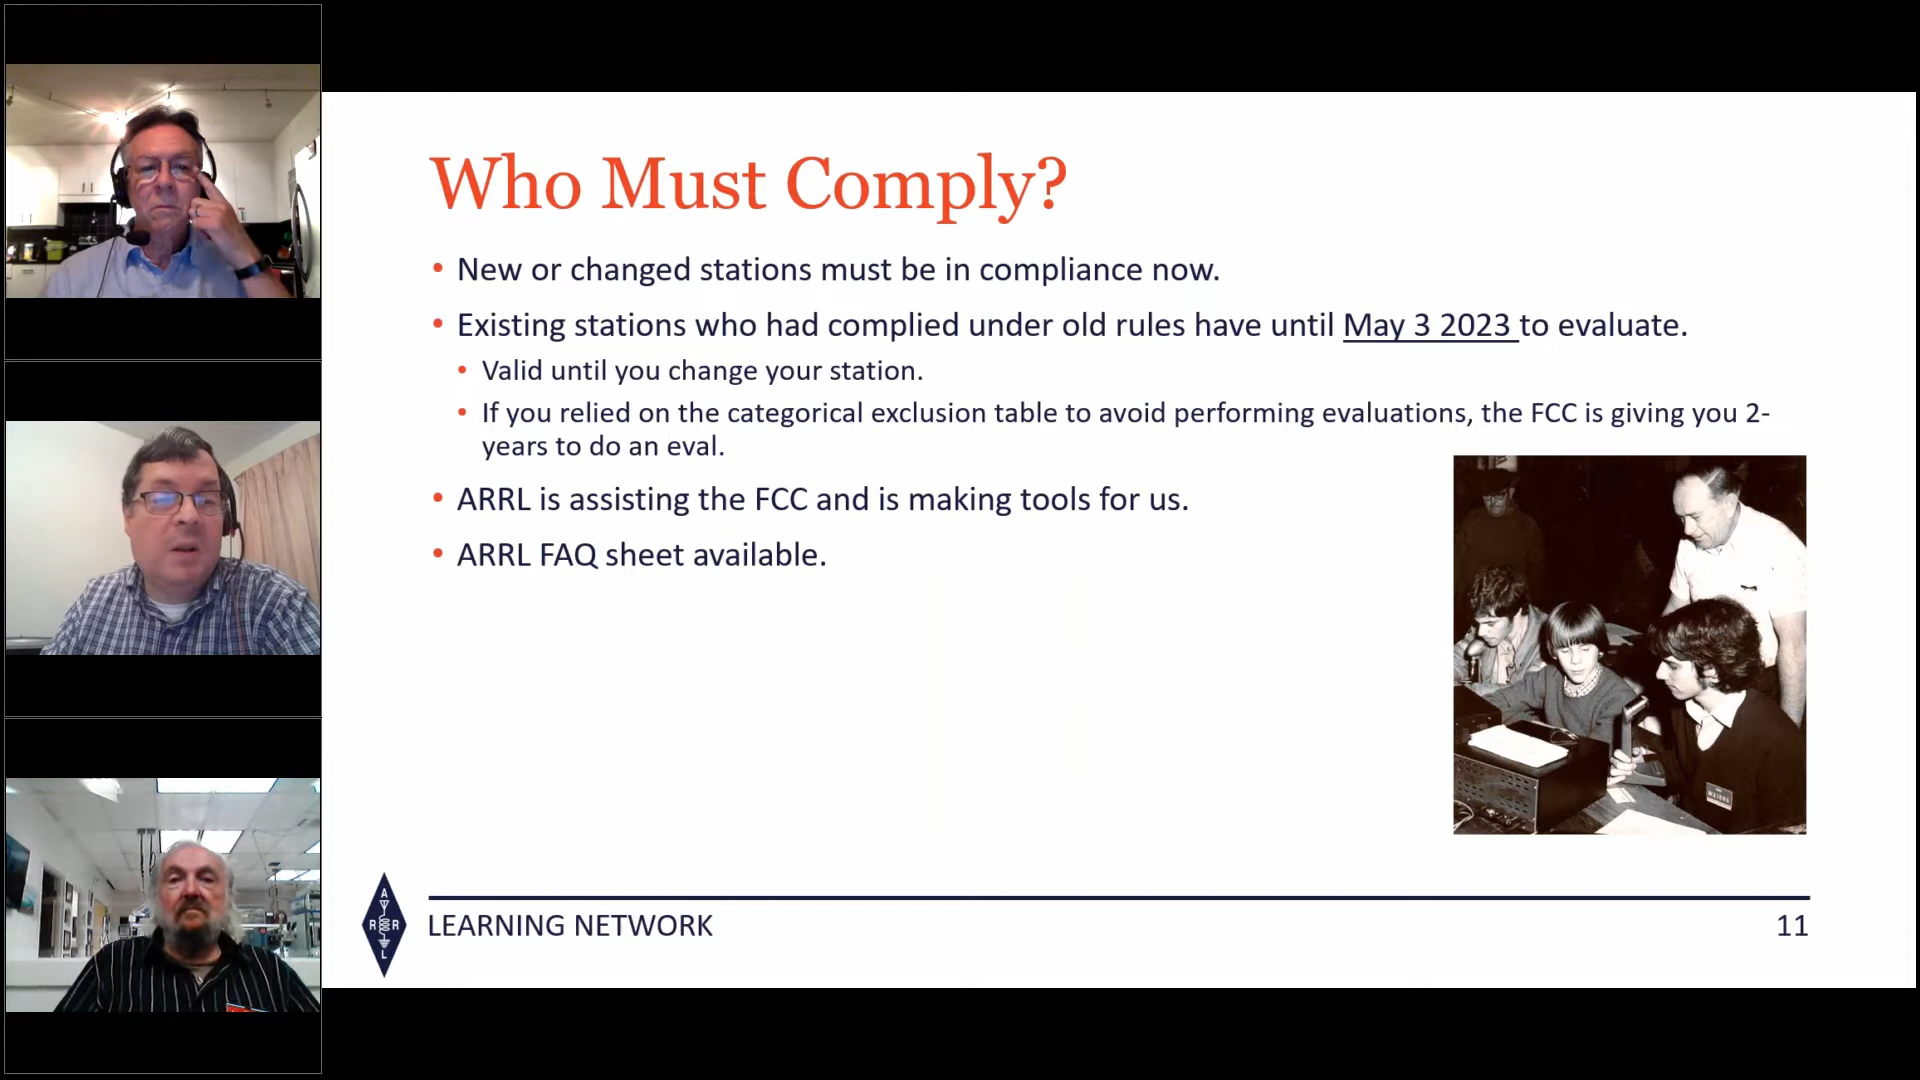 Who Must Comply?
• New or changed stations must be in compliance now.
• Existing stations who had complied under old rules have until May 3 2023 to evaluate.
• Valid until you change your station.
• If you relied on the categorical exclusion table to avoid performing evaluations, the FCC is giving you 2-
years to do an eval.
• ARRL is assisting the FCC and is making tools for us.
• ARRL FAQ sheet available.
A
R R
L
LEARNING NETWORK
11